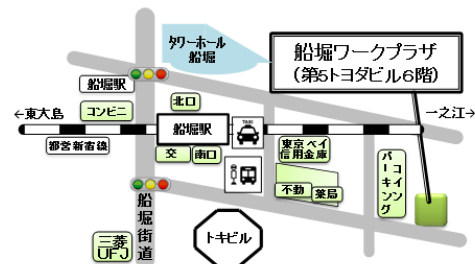 タワーホール
船堀
船堀ワークプラザ
(第5トヨダビル6階)
船堀駅
コンビニ
北口
←東大島
一之江→
船堀駅
TAXI
都営新宿線
交
南口
東京ベイ
信用金庫
不動
薬局
コイン
パーキング
船堀街道
三菱
UFJ
トキビル